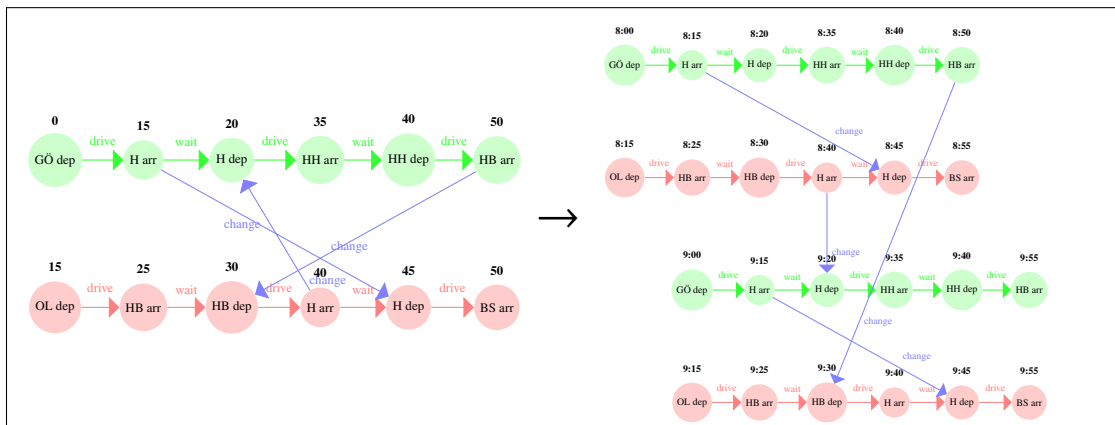 0 15 20 35 40 50
drive wait drive wait drive
GÖ dep H arr H dep HH arr HH dep HB arr
change change
change
15 25 30 40 45 50
drive wait drive wait drive
OL dep HB arr HB dep H arr H dep BS arr
8:00 8:15 8:20 8:35 8:40 8:50
drive wait drive wait drive
GÖ dep H arr H dep HH arr HH dep HB arr
change
8:15 8:25 8:30 8:40 8:45 8:55
drive wait drive wait drive
OL dep HB arr HB dep H arr H dep BS arr
change
9:00 9:15 9:20 9:35 9:40 9:55
drive wait drive wait drive
GÖ dep H arr H dep HH arr HH dep HB arr
change
change
9:15 9:25 9:30 9:40 9:45 9:55
drive wait drive wait drive
OL dep HB arr HB dep H arr H dep BS arr